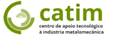 catim
centro de apoio tecnológico
à indústria metalomecânica